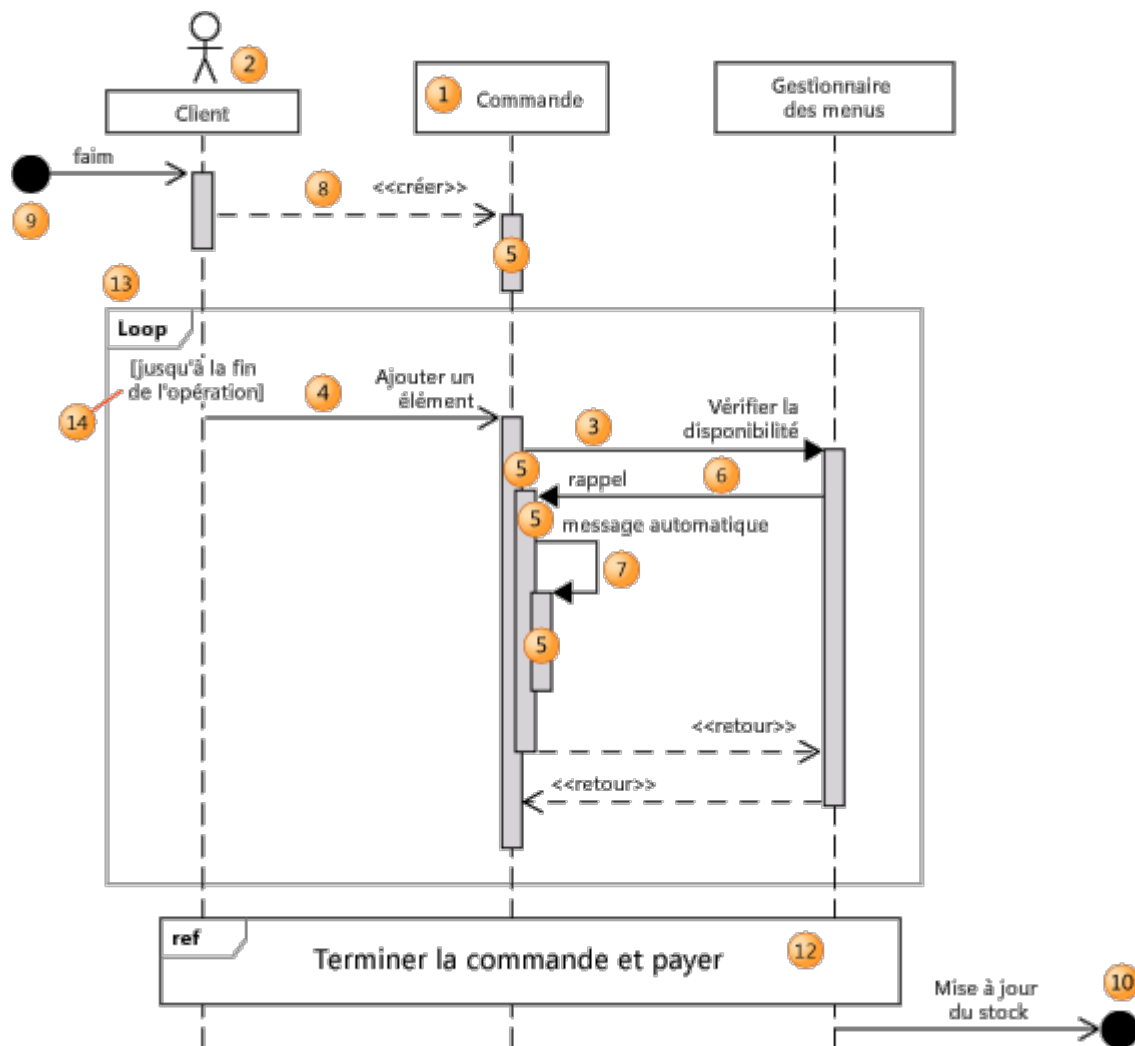 2
1
Commande
Gestionnaire
des menus
Client
faim
8
<<créer>>
9
5
13
Loop
[jusqu'à la fin
de l'opération]
14
4
Ajouter un
élément
3
Vérifier la
disponibilité
5
rappel
6
5
message automatique
7
5
<<retour>>
<<retour>>
ref
Terminer la commande et payer
12
Mise à jour
du stock
10